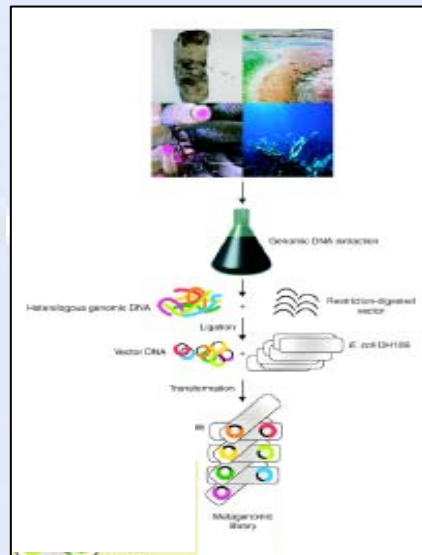 Genomic DNA extraction
Heterologous genomic DNA
+
Restriction-digested
vector
Ligation
Vector DNA
+
E. coli DH10B
Transformation
Metagenomic
library